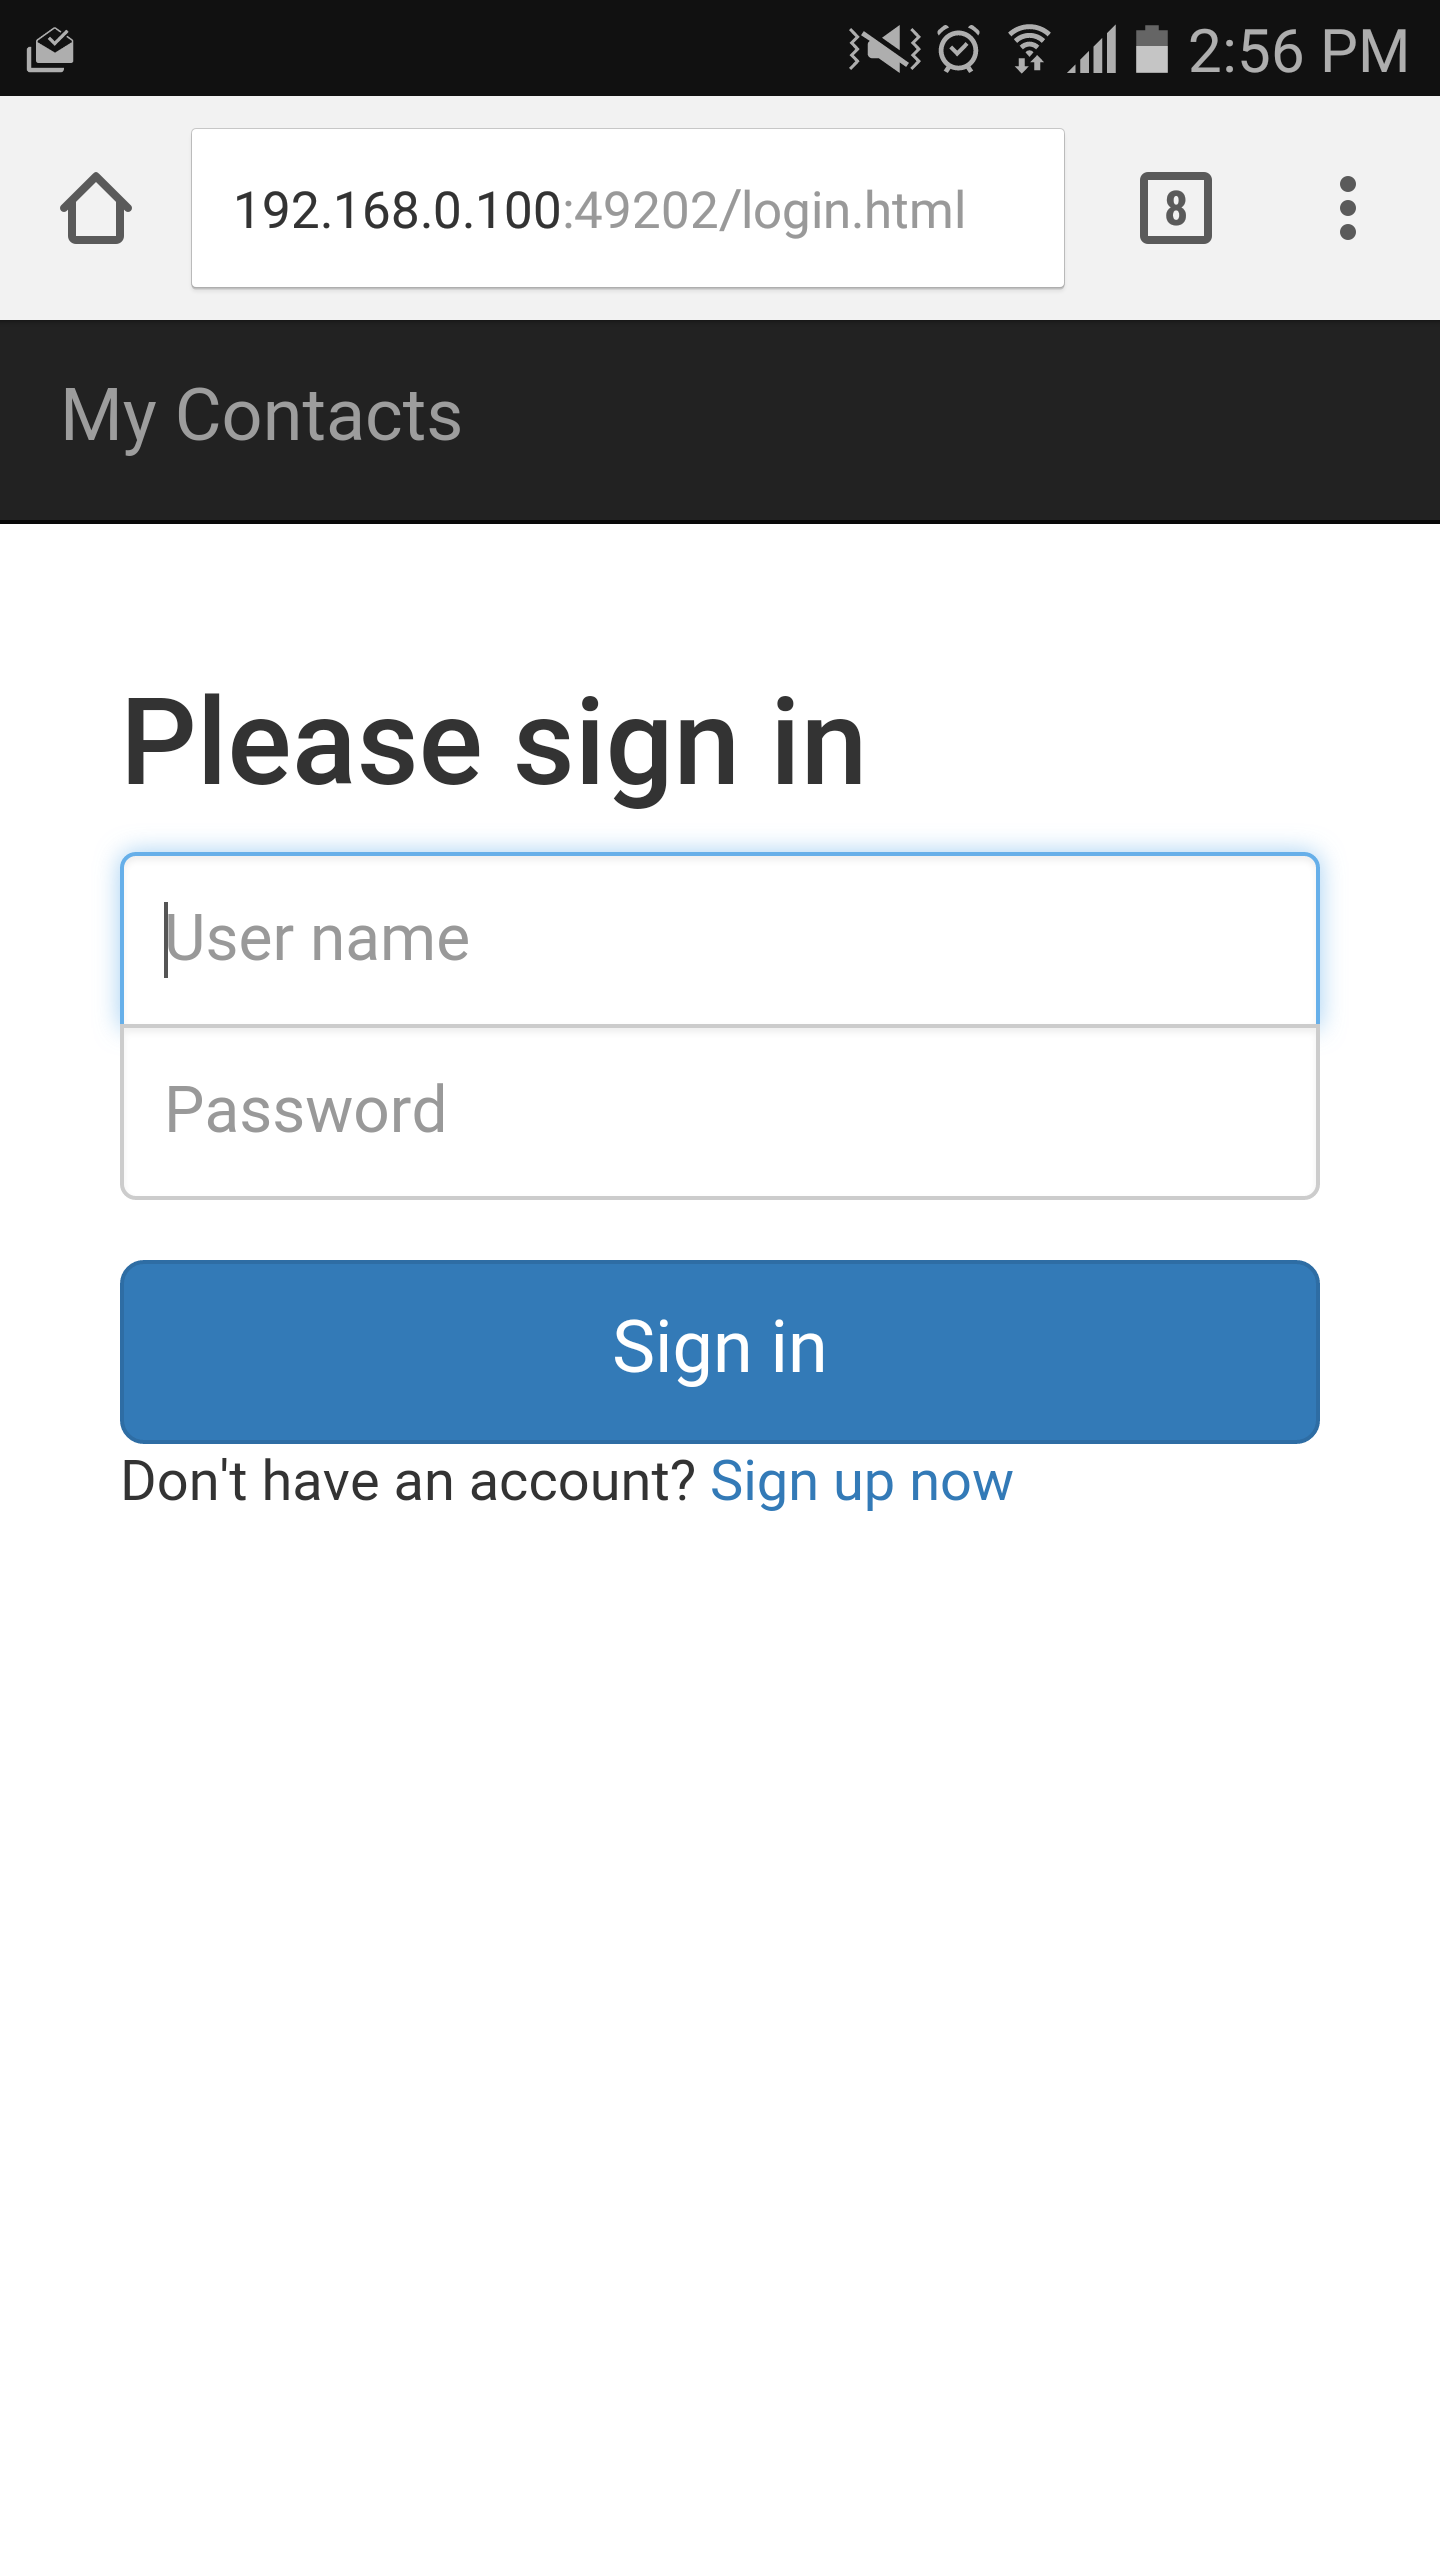 2:56 PM
192.168.0.100:49202/login.html
8
My Contacts
Please sign in
User name
Password
Sign in
Don't have an account? Sign up now